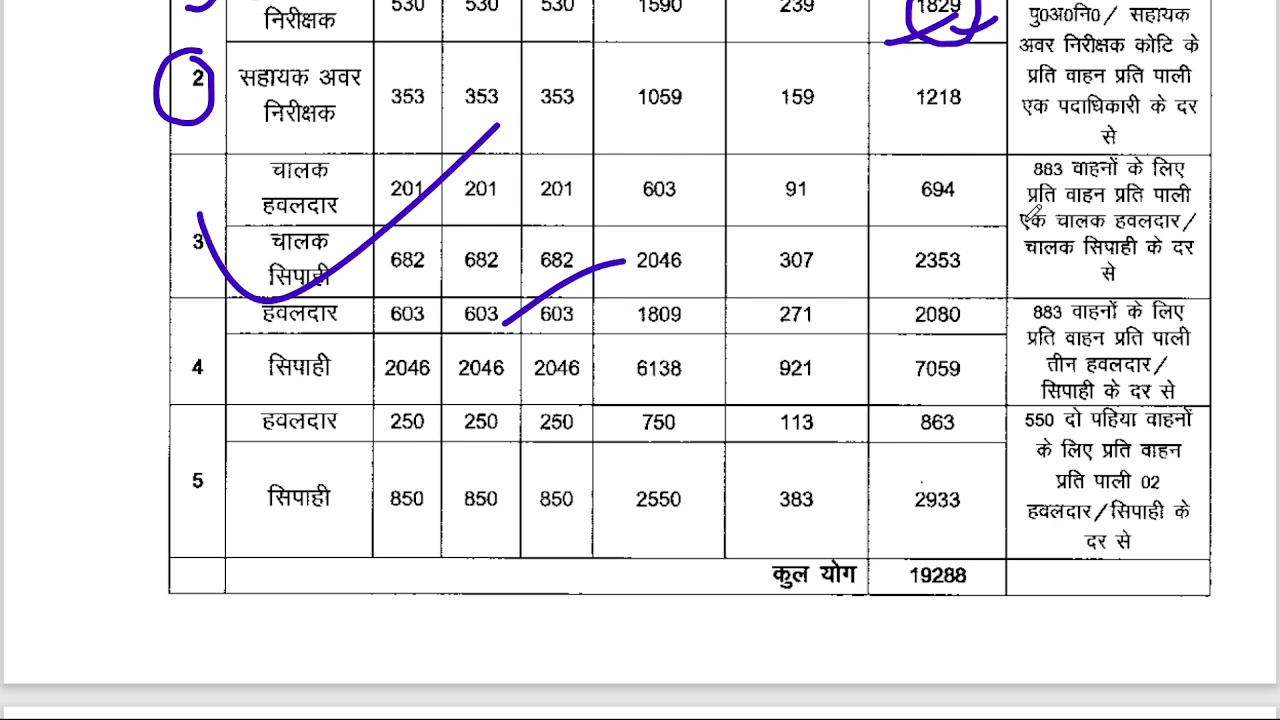 530 530 530 1590 239 1829
निरीक्षक
पु0अ0नि0/ सहायक
अवर निरीक्षक कोटि के
प्रति वाहन प्रति पाली
एक पदाधिकारी के दर
से
2 सहायक अवर
निरीक्षक
353 353 353 1059 159 1218
चालक
हवलदार
201 201 201 603 91 694
883 वाहनों के लिए
प्रति वाहन प्रति पाली
एक चालक हवलदार/
चालक सिपाही के दर
से
3 चालक
सिपाही
682 682 682 2046 307 2353
हवलदार 603 603 603 1809 271 2080
883 वाहनों के लिए
प्रति वाहन प्रति पाली
तीन हवलदार/
सिपाही के दर से
4 सिपाही 2046 2046 2046 6138 921 7059
हवलदार 250 250 250 750 113 863
550 दो पहिया वाहनों
के लिए प्रति वाहन
प्रति पाली 02
हवलदार/सिपाही के
दर से
5 सिपाही 850 850 850 2550 383 2933
कुल योग 19288